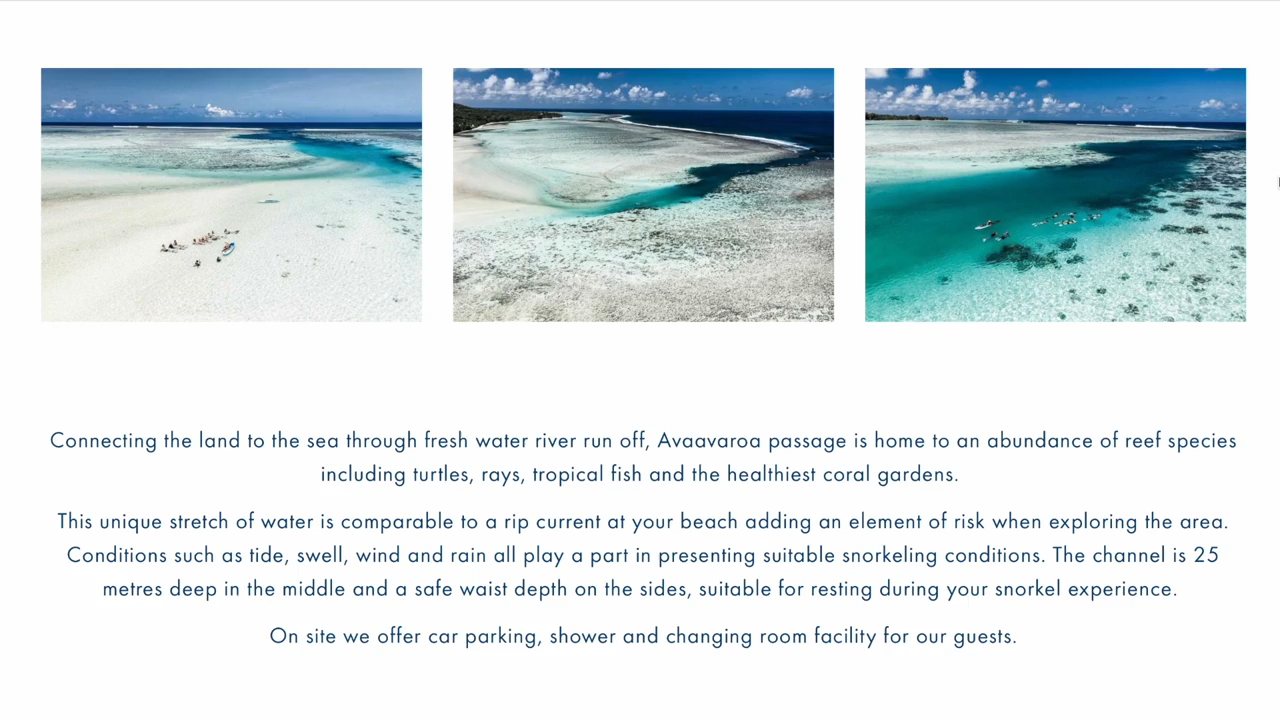 Connecting the land to the sea through fresh water river run off, Avaavaroa passage is home to an abundance of reef species
including turtles, rays, tropical fish and the healthiest coral gardens.
This unique stretch of water is comparable to a rip current at your beach adding an element of risk when exploring the area.
Conditions such as tide, swell, wind and rain all play a part in presenting suitable snorkeling conditions. The channel is 25
metres deep in the middle and a safe waist depth on the sides, suitable for resting during your snorkel experience.
On site we offer car parking, shower and changing room facility for our guests.